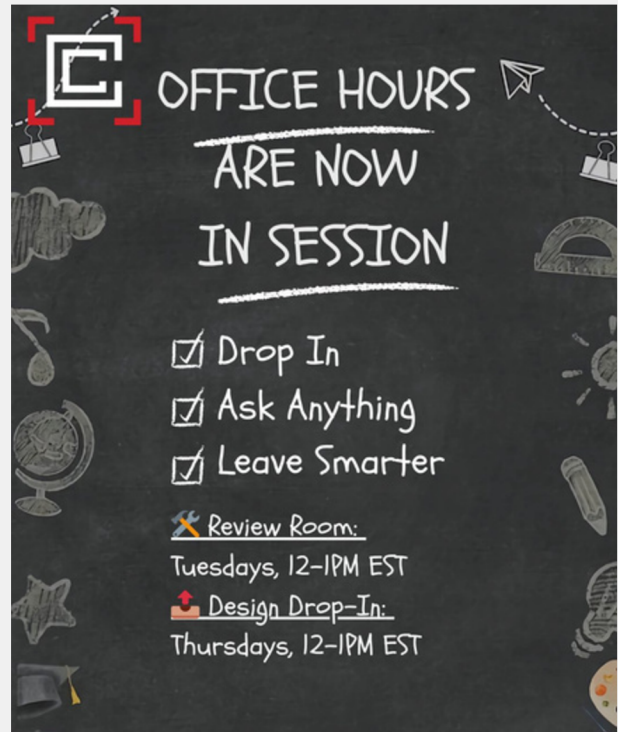 OFFICE HOURS
ARE NOW
IN SESSION
Drop In
Ask Anything
Leave Smarter
Review Room:
Tuesdays, 12-1PM EST
Design Drop-In:
Thursdays, 12-1PM EST